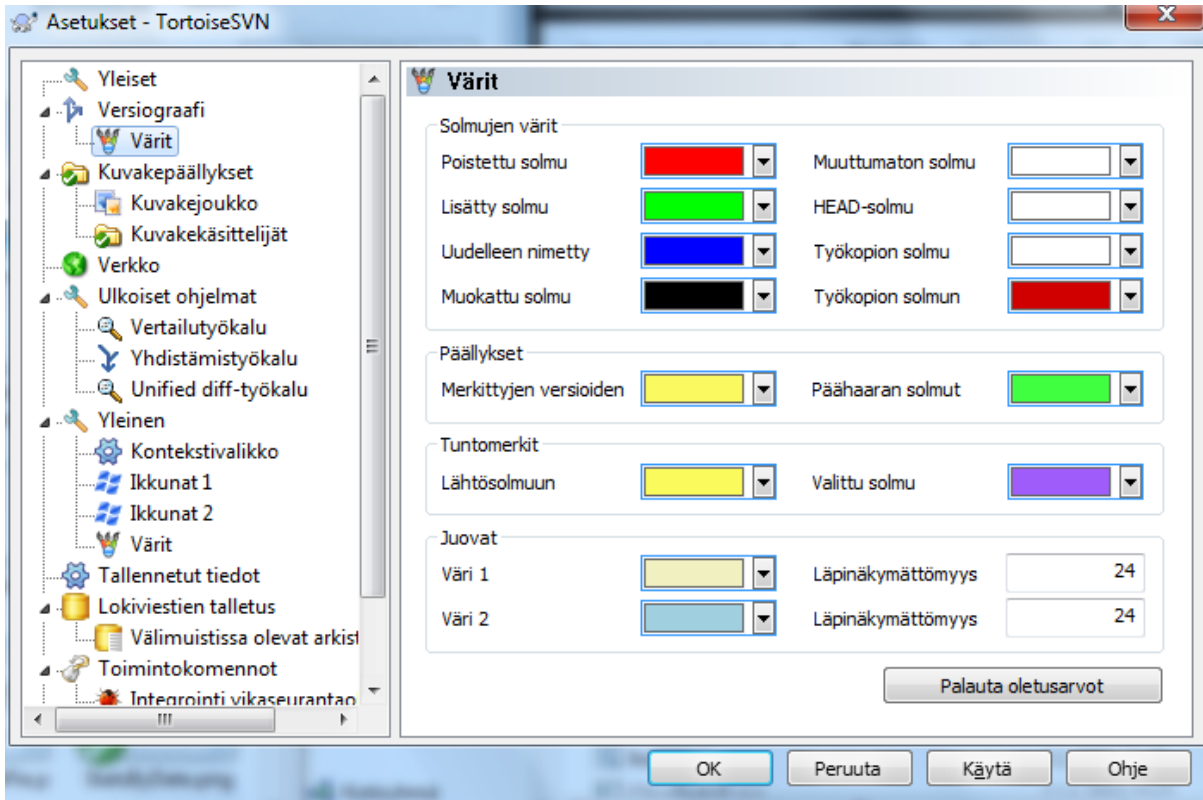 Asetukset - TortoiseSVN
Yleiset
Versiograafi
Värit
Kuvakepäällykset
Kuvakejoukko
Kuvakekäsittelijät
Verkko
Ulkoiset ohjelmat
Vertailutyökalu
Yhdistämistyökalu
Unified diff-työkalu
Yleinen
Kontekstivalikko
Ikkunat 1
Ikkunat 2
Värit
Tallennetut tiedot
Lokiviestien talletus
Välimuistissa olevat arkist
Toimintokomennot
Integrointi vikaseurantao
Värit
Solmujen värit
Poistettu solmu
Muuttumaton solmu
Lisätty solmu
HEAD-solmu
Uudelleen nimetty
Työkopion solmu
Muokattu solmu
Työkopion solmun
Päällykset
Merkittyjen versioiden
Päähaaran solmut
Tuntomerkit
Lähtösolmuun
Valittu solmu
Juovat
Väri 1
Läpinäkymättömyys 24
Väri 2
Läpinäkymättömyys 24
Palauta oletusarvot
OK Peruuta Käytä Ohje